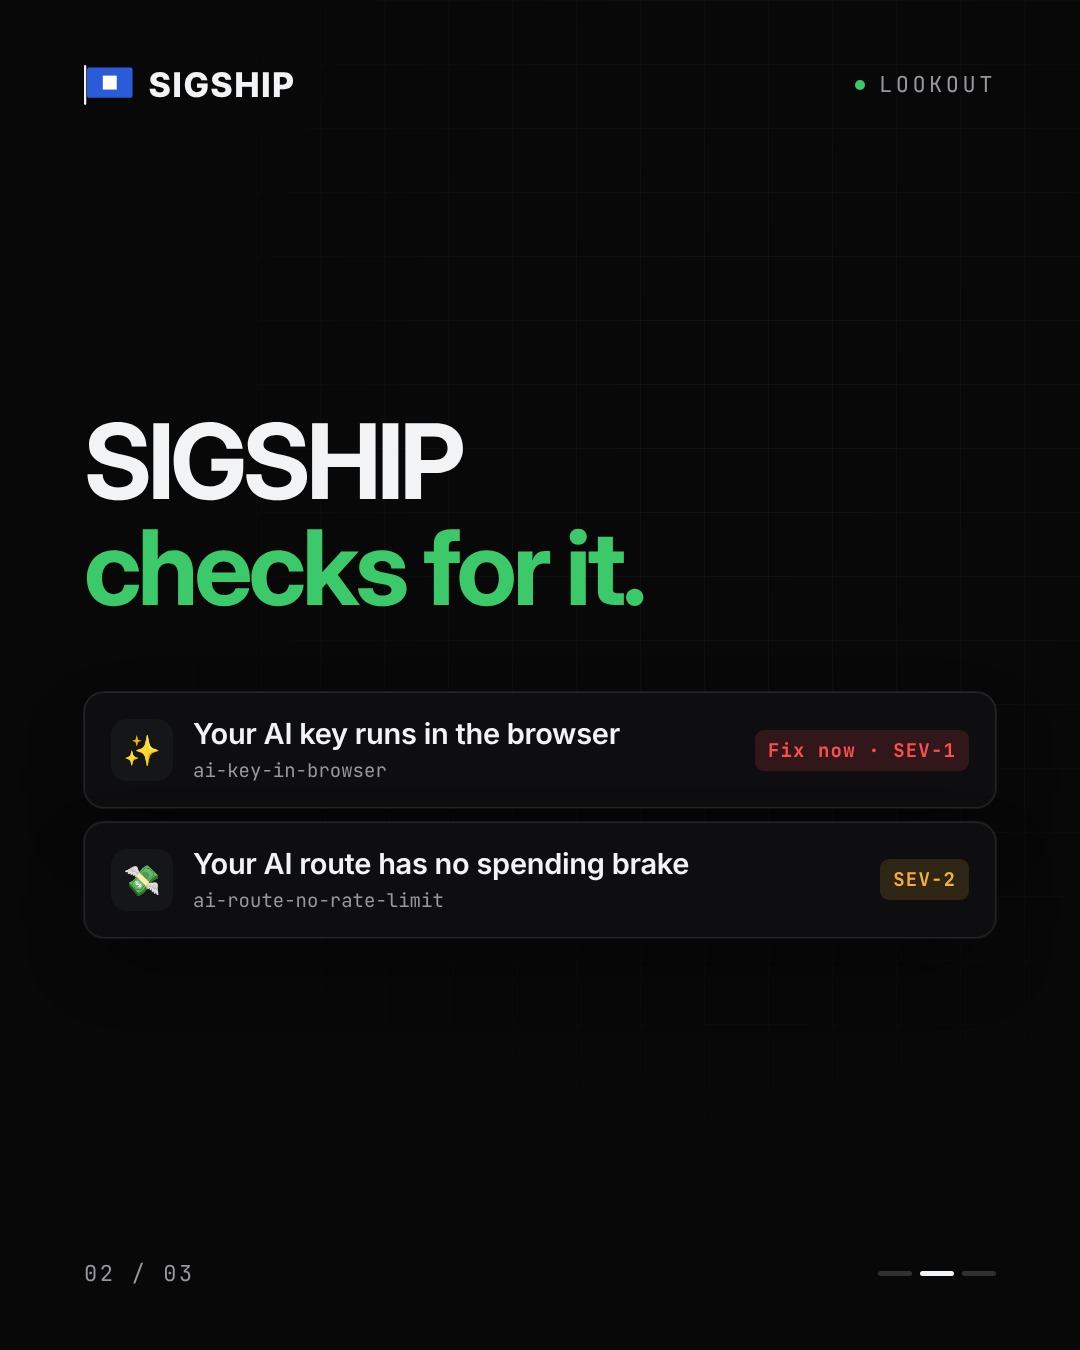 SIGSHIP
LOOKOUT
SIGSHIP
checks for it.
Your AI key runs in the browser
ai-key-in-browser
Fix now · SEV-1
Your AI route has no spending brake
ai-route-no-rate-limit
SEV-2
02 / 03